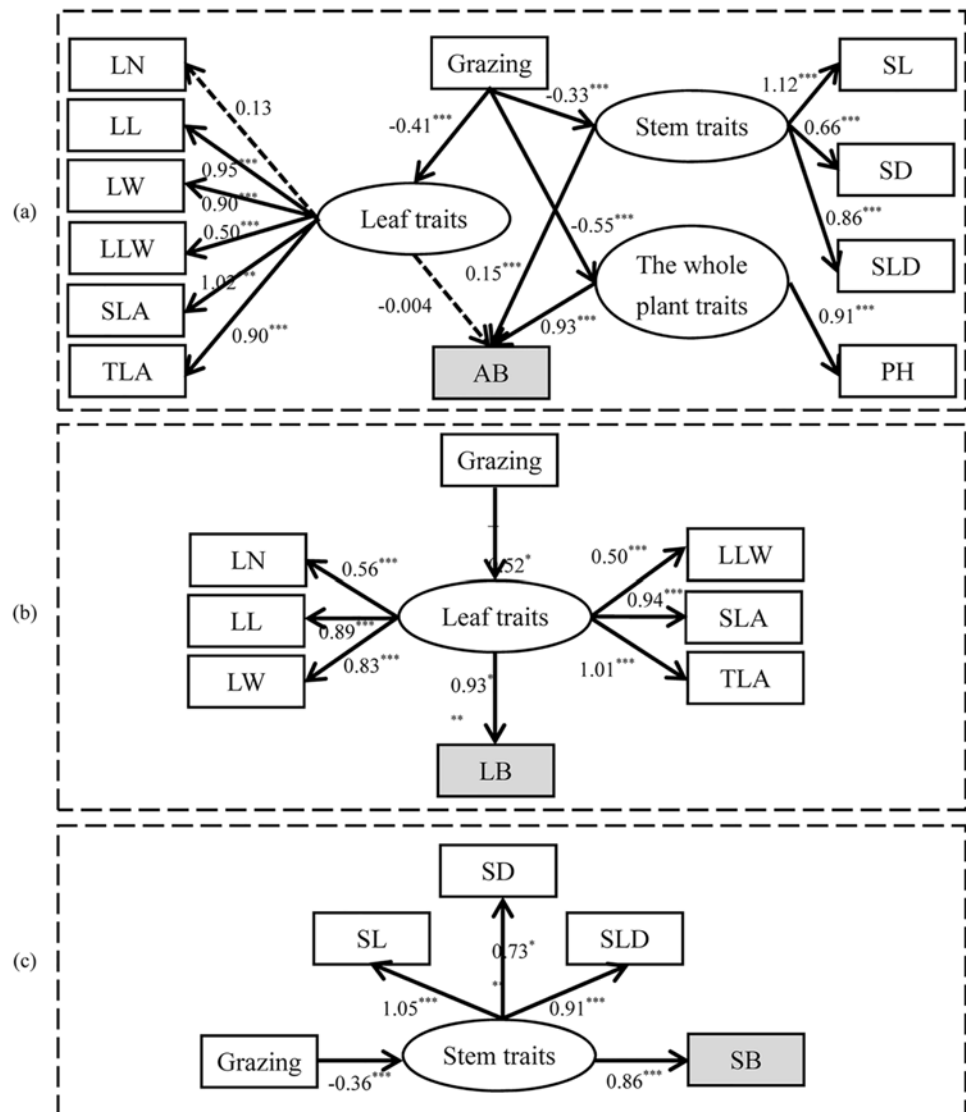 (a)
LN
LL
LW
LLW
SLA
TLA
0.13
0.95***
0.90***
0.50***
1.02**
0.90***
Grazing
-0.41***
-0.33***
-0.55***
Leaf traits
Stem traits
The whole
plant traits
-0.004
0.15***
0.93***
AB
1.12***
0.66***
0.86***
0.91***
SL
SD
SLD
PH
(b)
Grazing
0.52*
LN
LL
LW
0.56***
0.89***
0.83***
Leaf traits
0.50***
0.94***
1.01***
LLW
SLA
TLA
0.93*
**
LB
(c)
SD
SL
SLD
0.73*
**
1.05***
0.91***
Grazing
-0.36***
Stem traits
0.86***
SB